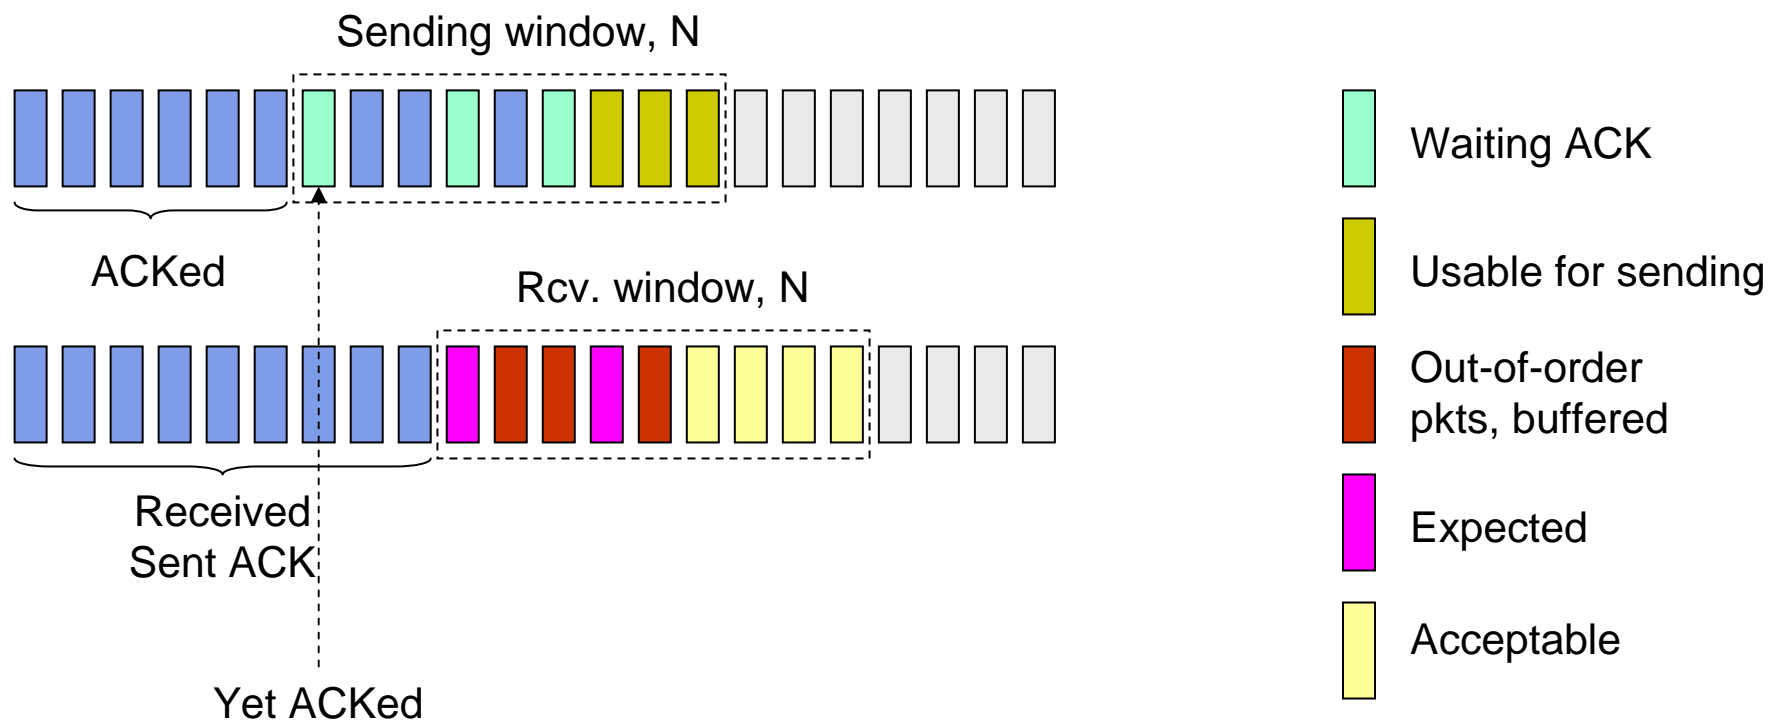 Sending window, N
ACKed
Rcv. window, N
Received
Sent ACK
Yet ACKed
Waiting ACK
Usable for sending
Out-of-order
pkts, buffered
Expected
Acceptable